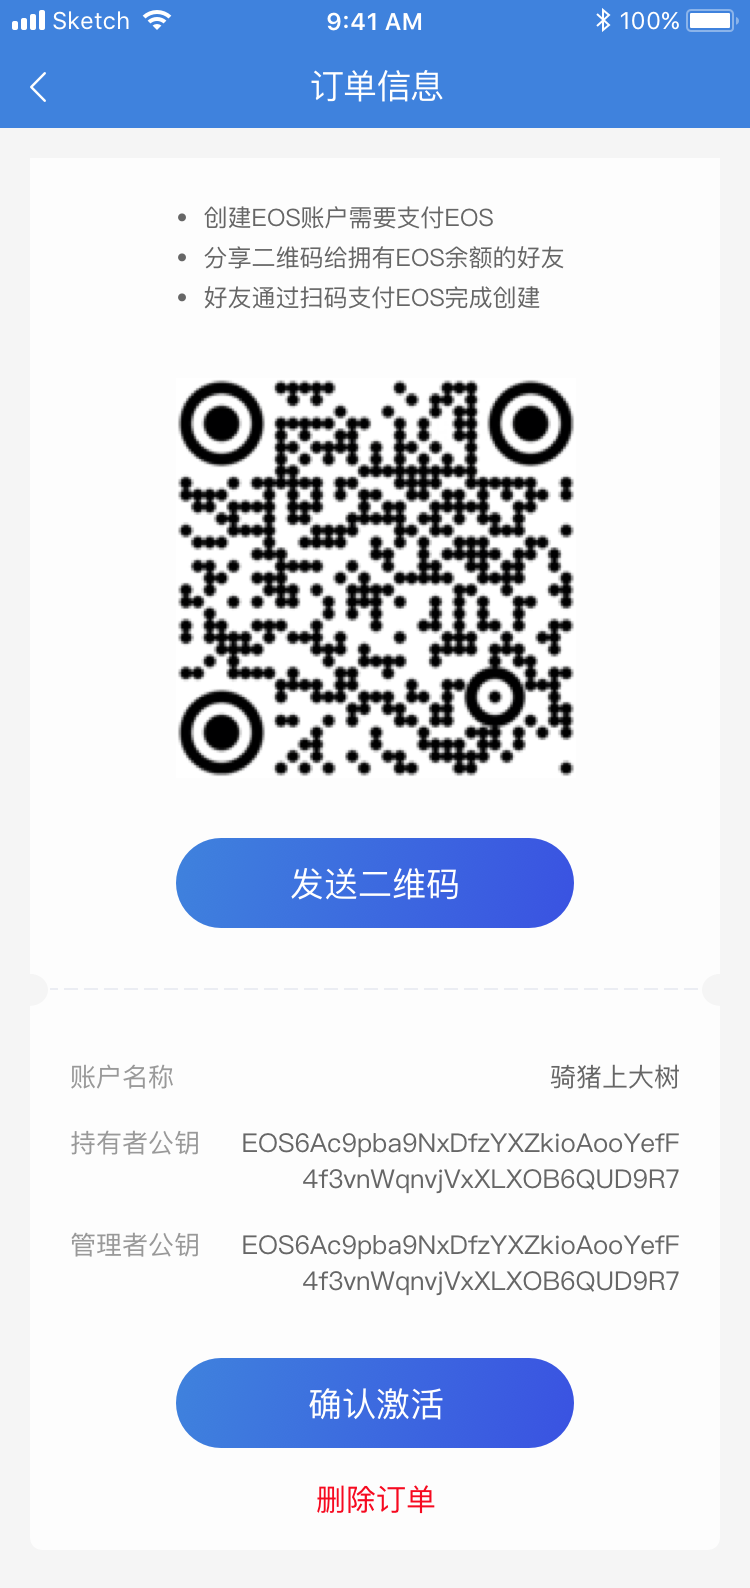 Sketch 9:41 AM 100%
订单信息
• 创建EOS账户需要支付EOS
• 分享二维码给拥有EOS余额的好友
• 好友通过扫码支付EOS完成创建
发送二维码
账户名称 骑猪上大树
持有者公钥 EOS6Ac9pba9NxDfzYXZkioAooYefF
4f3vnWqnvjVxXLXOB6QUD9R7
管理者公钥 EOS6Ac9pba9NxDfzYXZkioAooYefF
4f3vnWqnvjVxXLXOB6QUD9R7
确认激活
删除订单